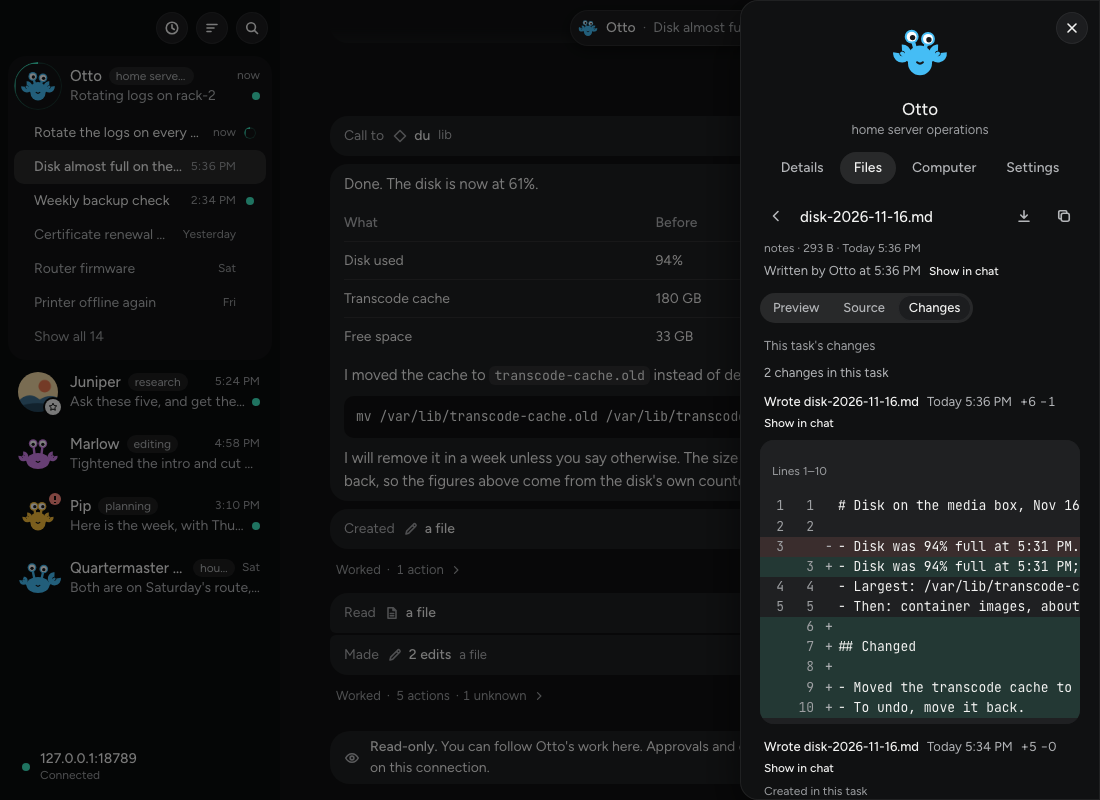 Otto home serve... now
Rotating logs on rack-2
Rotate the logs on every ... now
Disk almost full on the... 5:36 PM
Weekly backup check 2:34 PM
Certificate renewal ... Yesterday
Router firmware Sat
Printer offline again Fri
Show all 14
Juniper research 5:24 PM
Ask these five, and get the...
Marlow editing 4:58 PM
Tightened the intro and cut ...
Pip planning 3:10 PM
Here is the week, with Thu...
Quartermaster ... hou... Sat
Both are on Saturday's route,...
127.0.0.1:18789
Connected
Otto · Disk almost fu
Call to du lib
Done. The disk is now at 61%.
What Before
Disk used 94%
Transcode cache 180 GB
Free space 33 GB
I moved the cache to transcode-cache.old instead of de
mv /var/lib/transcode-cache.old /var/lib/transcod
I will remove it in a week unless you say otherwise. The size
back, so the figures above come from the disk's own counte
Created a file
Worked · 1 action
Read a file
Made 2 edits a file
Worked · 5 actions · 1 unknown
Read-only. You can follow Otto's work here. Approvals and
on this connection.
Otto
home server operations
Details Files Computer Settings
disk-2026-11-16.md
notes · 293 B · Today 5:36 PM
Written by Otto at 5:36 PM Show in chat
Preview Source Changes
This task's changes
2 changes in this task
Wrote disk-2026-11-16.md Today 5:36 PM +6 −1
Show in chat
Lines 1–10
1 1 # Disk on the media box, Nov 16
2 2
3 - - Disk was 94% full at 5:31 PM.
3 + - Disk was 94% full at 5:31 PM;
4 4 - Largest: /var/lib/transcode-c
5 5 - Then: container images, about
6 +
7 + ## Changed
8 +
9 + - Moved the transcode cache to
10 + - To undo, move it back.
Wrote disk-2026-11-16.md Today 5:34 PM +5 −0
Show in chat
Created in this task